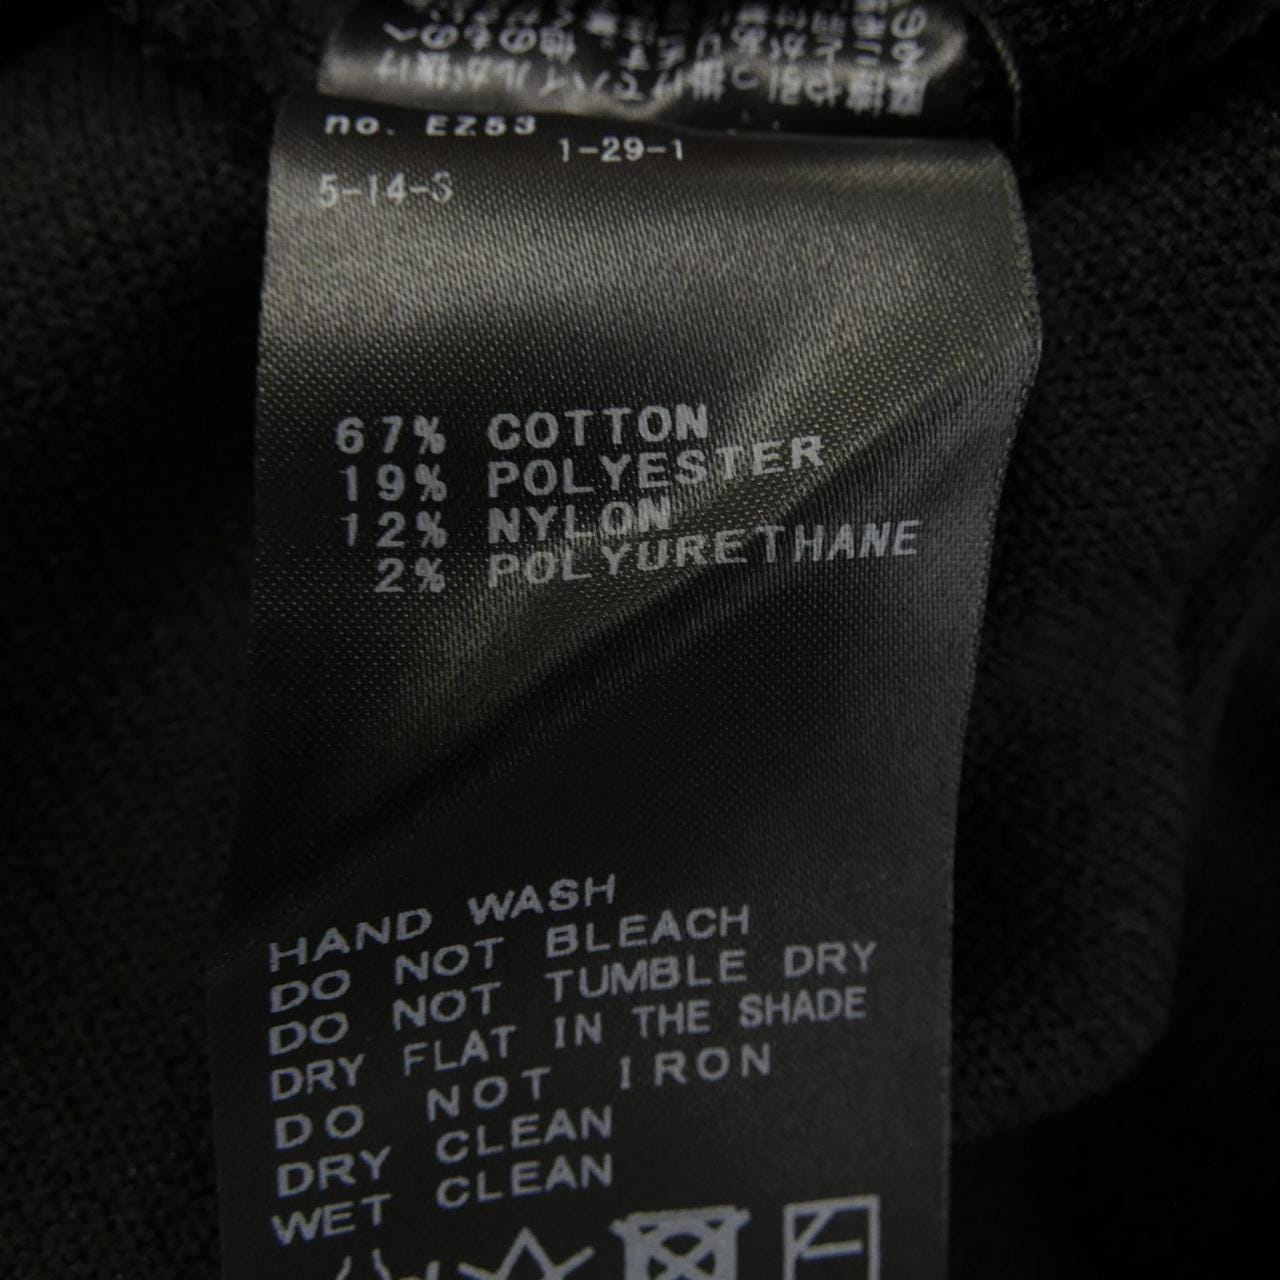 no. EZ53
1-29-1
5-14-S
67% COTTON
19% POLYESTER
12% NYLON
2% POLYURETHANE
HAND WASH
DO NOT BLEACH
DO NOT TUMBLE DRY
DRY FLAT IN THE SHADE
DO NOT IRON
DRY CLEAN
WET CLEAN